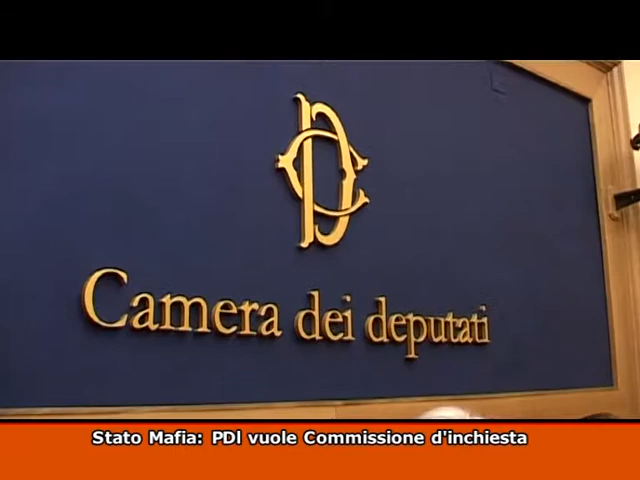 Camera dei deputati
Stato Mafia: PDl vuole Commissione d'inchiesta